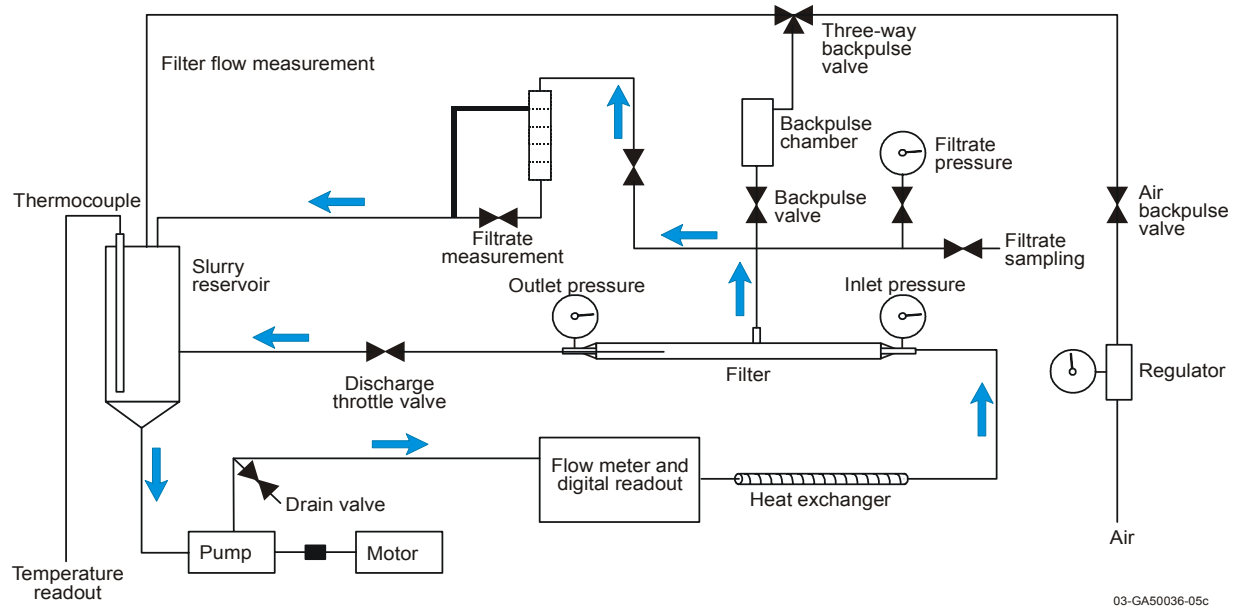 Three-way
backpulse
valve
Filter flow measurement
Backpulse
chamber
Filtrate
pressure
Thermocouple
Backpulse
valve
Air
backpulse
valve
Filtrate
measurement
Filtrate
sampling
Slurry
reservoir
Outlet pressure
Inlet pressure
Filter
Regulator
Discharge
throttle valve
Flow meter and
digital readout
Drain valve
Heat exchanger
Pump
Motor
Air
Temperature
readout
03-GA50036-05c